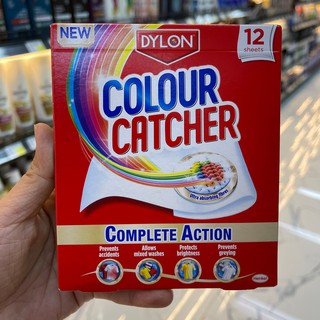 NEW
DYLON
12
sheets
COLOUR
CATCHER
Ultra absorbing fibres
COMPLETE ACTION
Prevents
accidents
Allows
mixed washes
Protects
brightness
Prevents
greying
Henkel